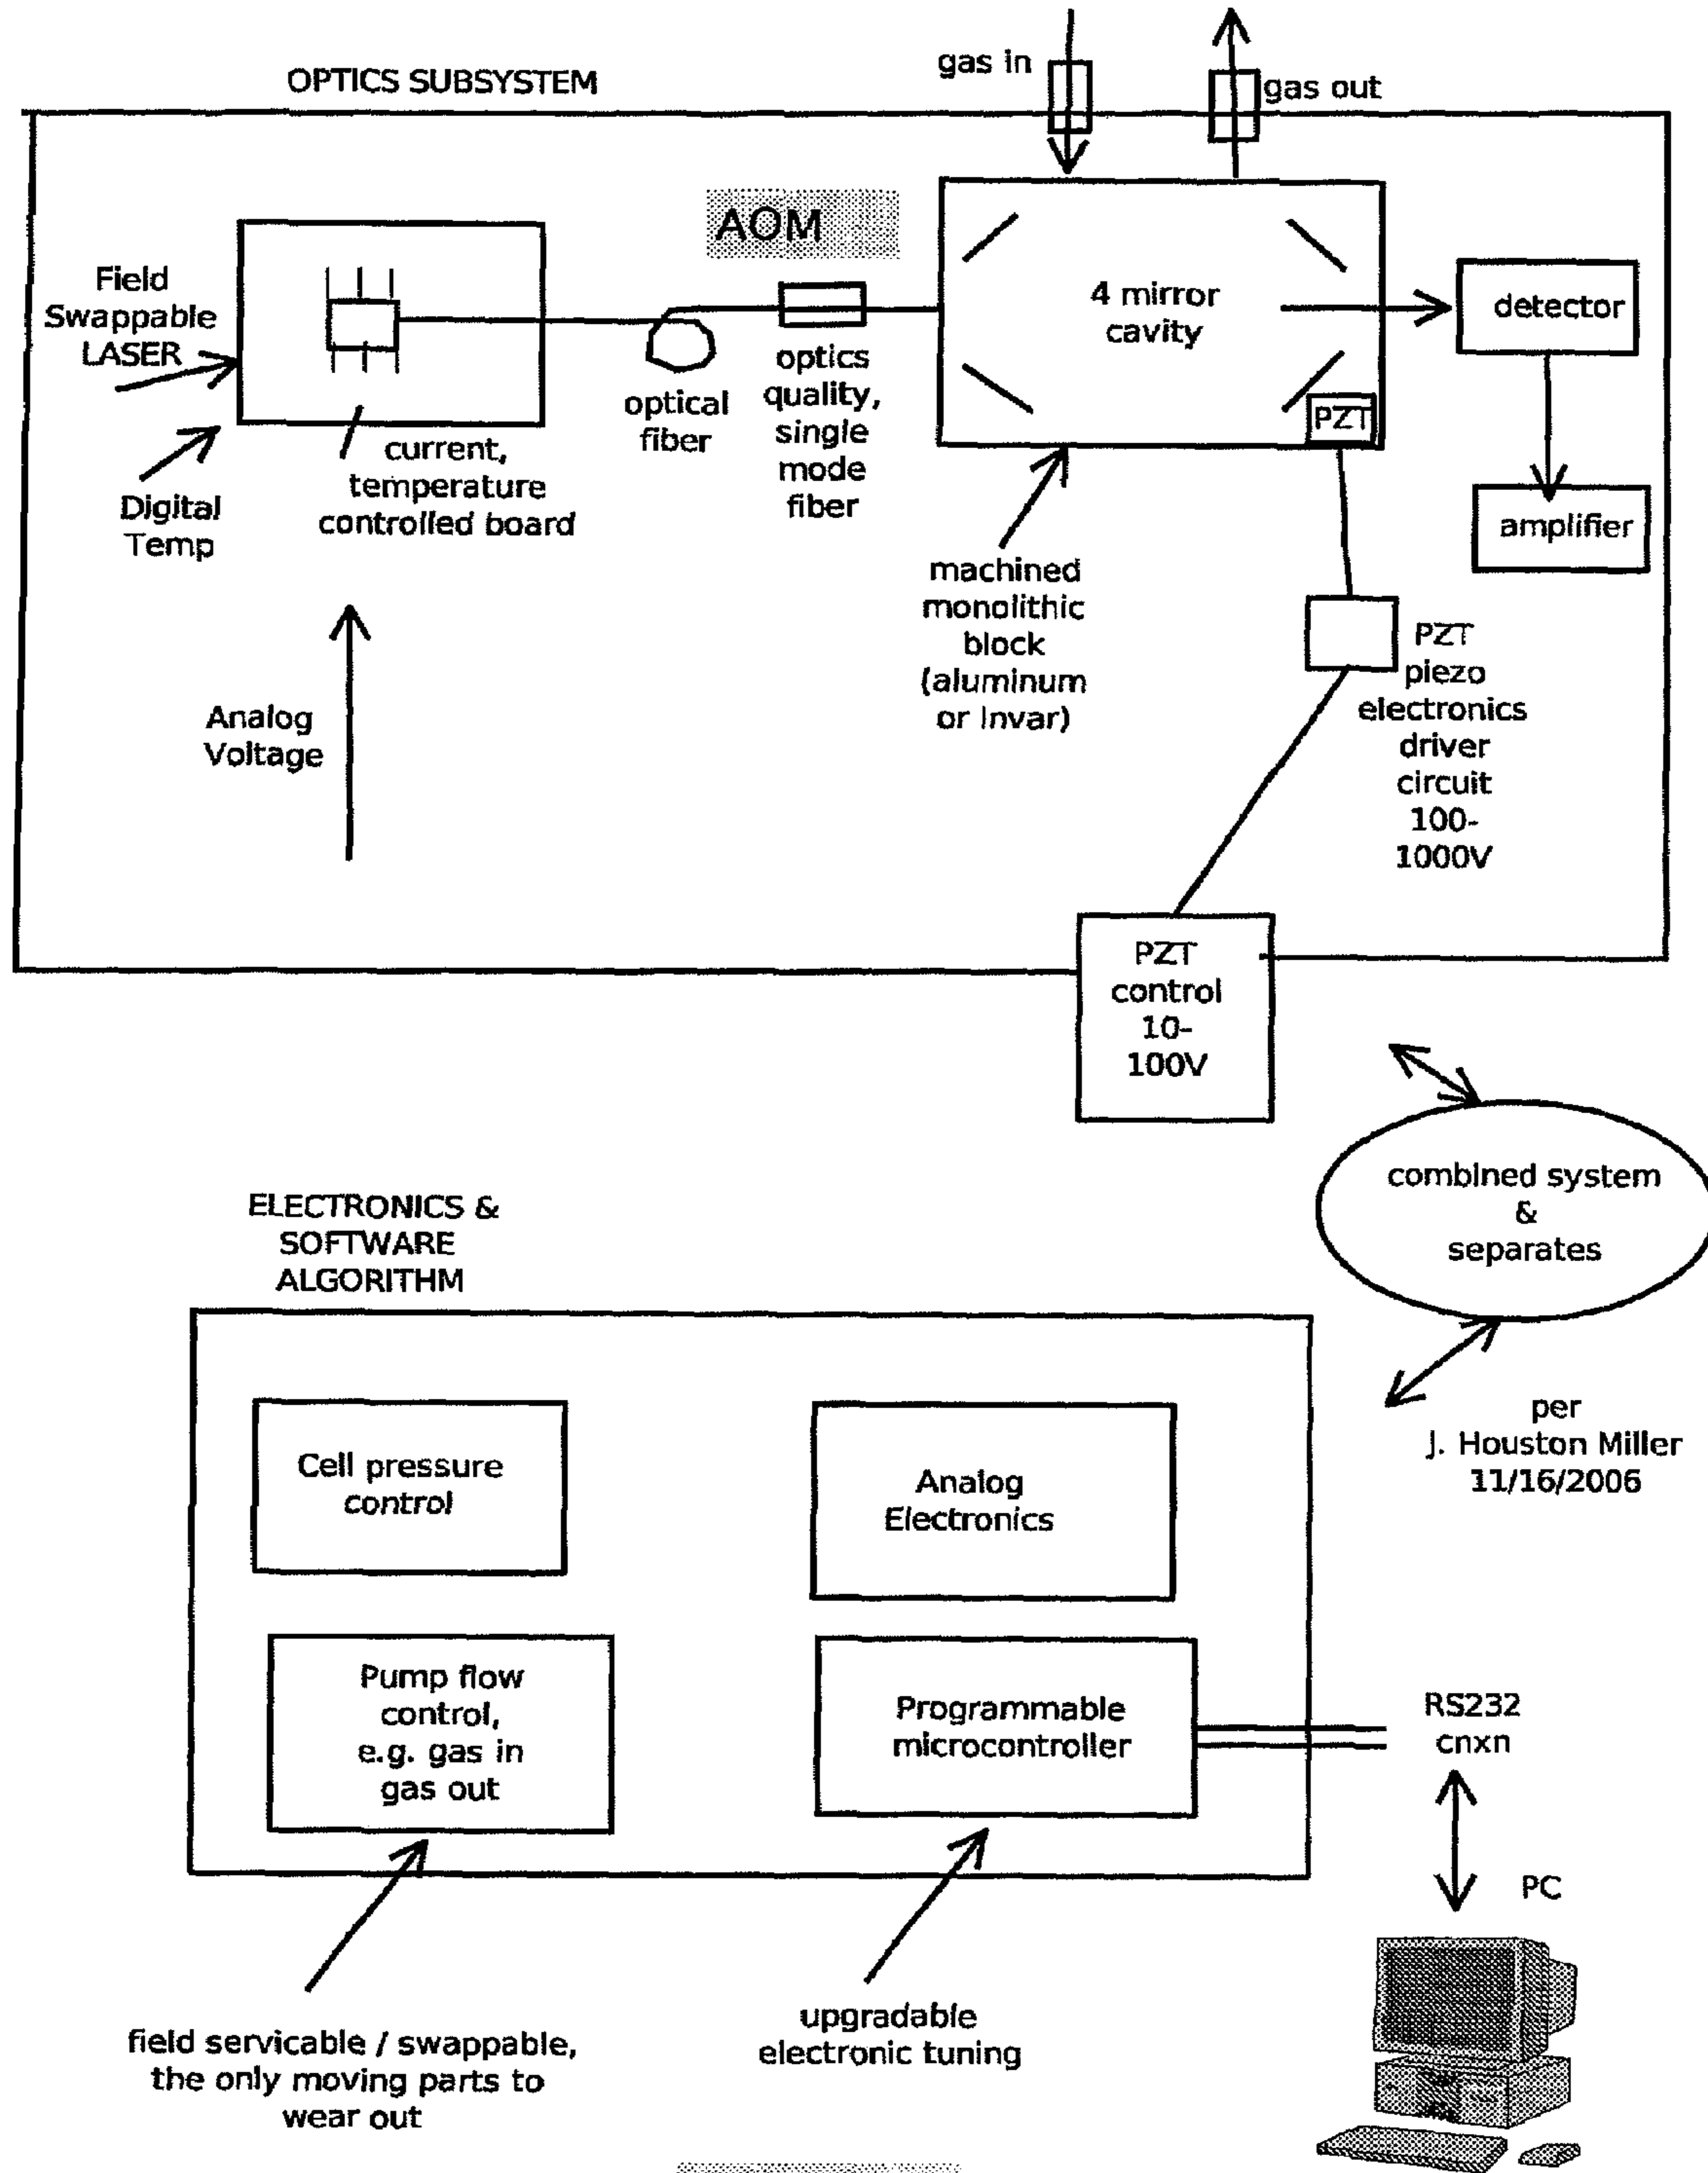 OPTICS SUBSYSTEM
gas in
gas out
AOM
Field
Swappable
LASER
Digital
Temp
current,
temperature
controlled board
optical
fiber
optics
quality,
single
mode
fiber
4 mirror
cavity
PZT
detector
amplifier
machined
monolithic
block
(aluminum
or Invar)
Analog
Voltage
PZT
piezo
electronics
driver
circuit
100-
1000V
PZT
control
10-
100V
combined system
&
separates
per
J. Houston Miller
11/16/2006
ELECTRONICS &
SOFTWARE
ALGORITHM
Cell pressure
control
Analog
Electronics
Pump flow
control,
e.g. gas in
gas out
Programmable
microcontroller
RS232
cnxn
PC
field servicable / swappable,
the only moving parts to
wear out
upgradable
electronic tuning